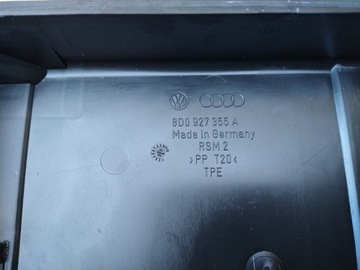 8D0 927 355 A
Made in Germany
RSM 2
>PP T20<
TPE